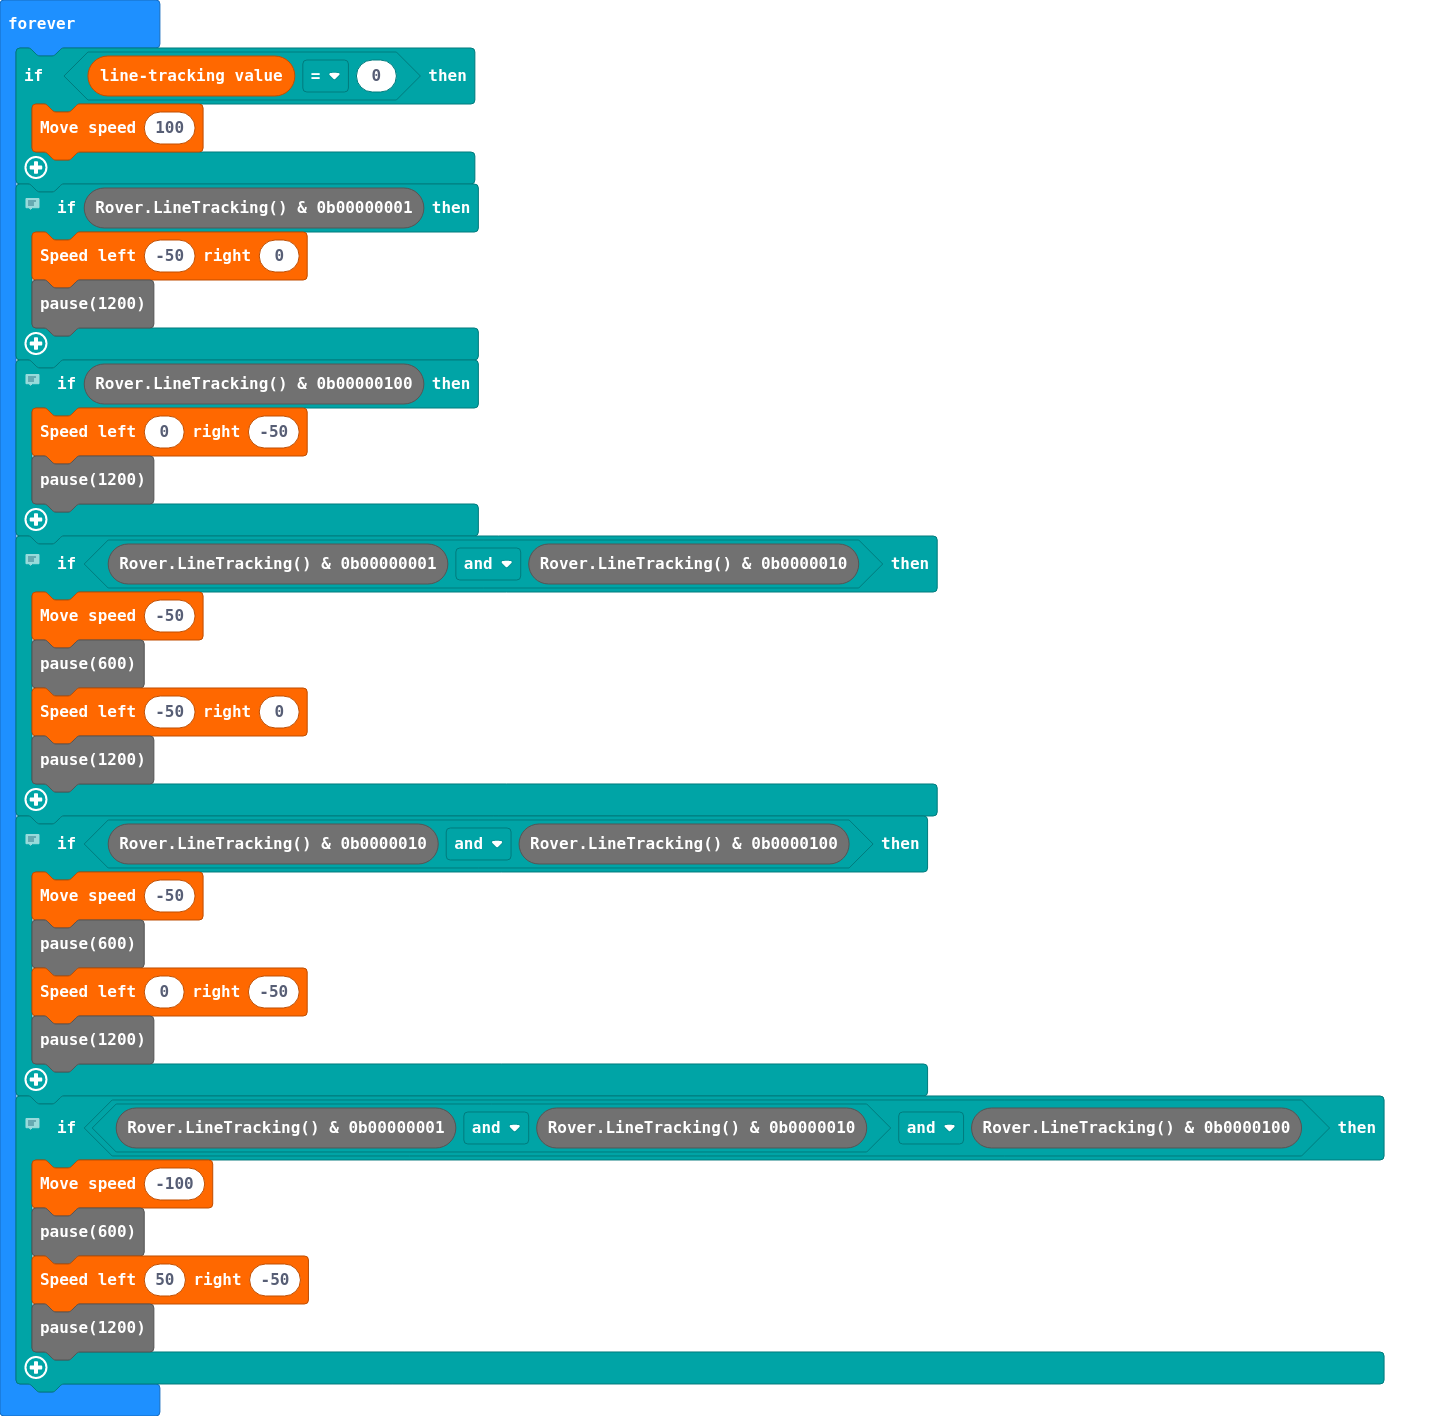 forever
if line-tracking value = 0 then
Move speed 100
if Rover.LineTracking() & 0b00000001 then
Speed left -50 right 0
pause(1200)
if Rover.LineTracking() & 0b00000100 then
Speed left 0 right -50
pause(1200)
if Rover.LineTracking() & 0b00000001 and Rover.LineTracking() & 0b0000010 then
Move speed -50
pause(600)
Speed left -50 right 0
pause(1200)
if Rover.LineTracking() & 0b0000010 and Rover.LineTracking() & 0b0000100 then
Move speed -50
pause(600)
Speed left 0 right -50
pause(1200)
if Rover.LineTracking() & 0b00000001 and Rover.LineTracking() & 0b0000010 and Rover.LineTracking() & 0b0000100 then
Move speed -100
pause(600)
Speed left 50 right -50
pause(1200)